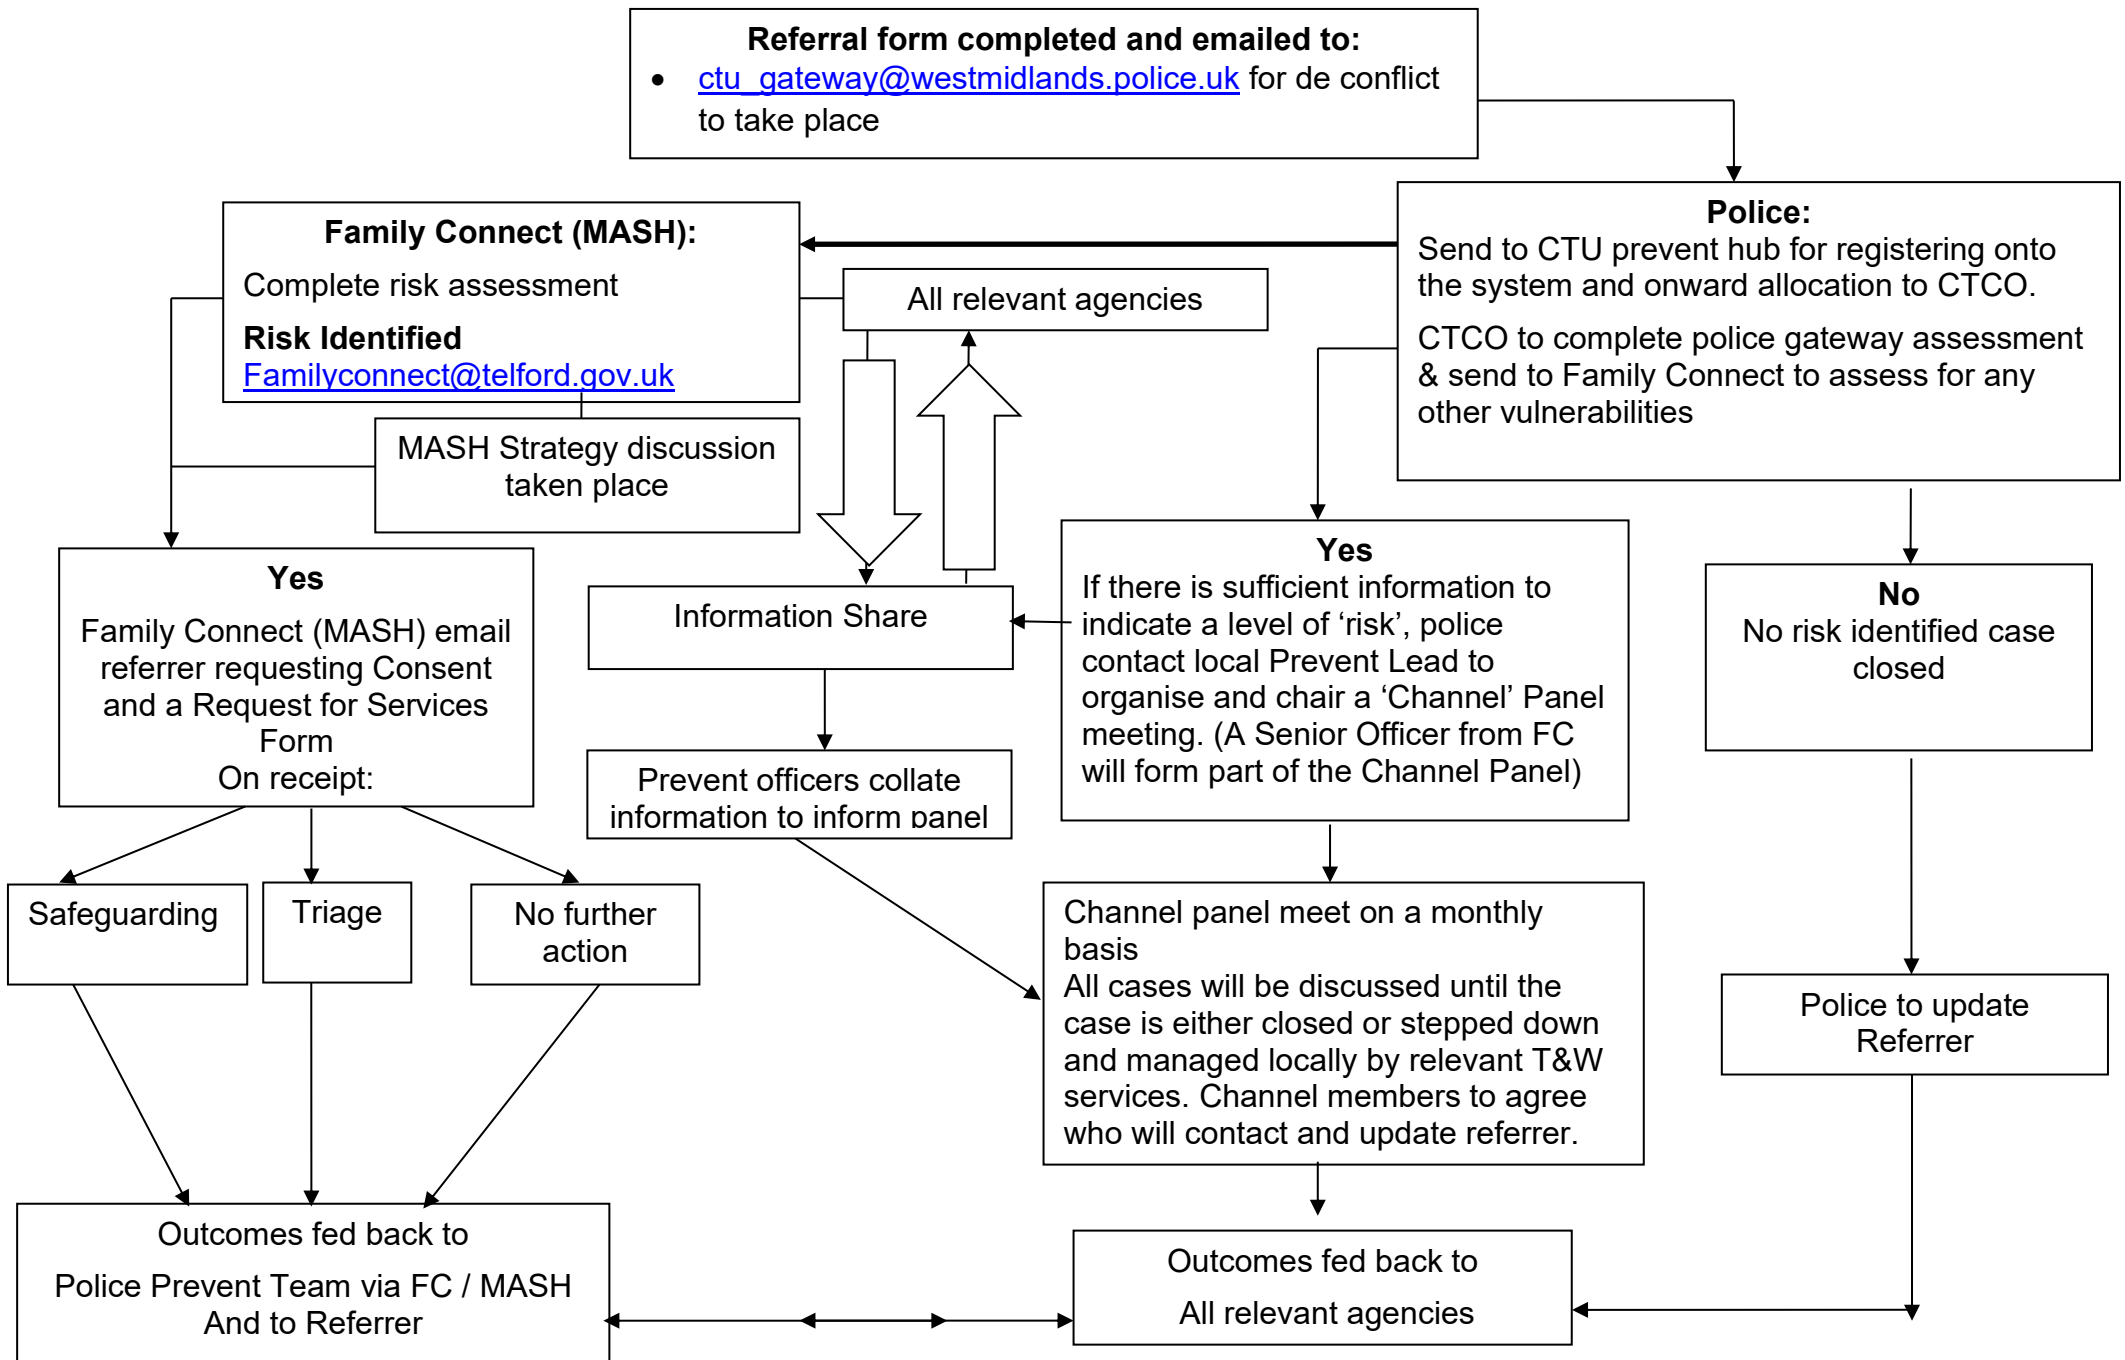 Referral form completed and emailed to:
• ctu_gateway@westmidlands.police.uk for de conflict
to take place
Family Connect (MASH):
Complete risk assessment
Risk Identified
Familyconnect@telford.gov.uk
All relevant agencies
Police:
Send to CTU prevent hub for registering onto
the system and onward allocation to CTCO.
CTCO to complete police gateway assessment
& send to Family Connect to assess for any
other vulnerabilities
MASH Strategy discussion
taken place
Yes
Family Connect (MASH) email
referrer requesting Consent
and a Request for Services
Form
On receipt:
Information Share
Yes
If there is sufficient information to
indicate a level of ‘risk’, police
contact local Prevent Lead to
organise and chair a ‘Channel’ Panel
meeting. (A Senior Officer from FC
will form part of the Channel Panel)
No
No risk identified case
closed
Prevent officers collate
information to inform panel
Safeguarding
Triage
No further
action
Channel panel meet on a monthly
basis
All cases will be discussed until the
case is either closed or stepped down
and managed locally by relevant T&W
services. Channel members to agree
who will contact and update referrer.
Police to update
Referrer
Outcomes fed back to
Police Prevent Team via FC / MASH
And to Referrer
Outcomes fed back to
All relevant agencies